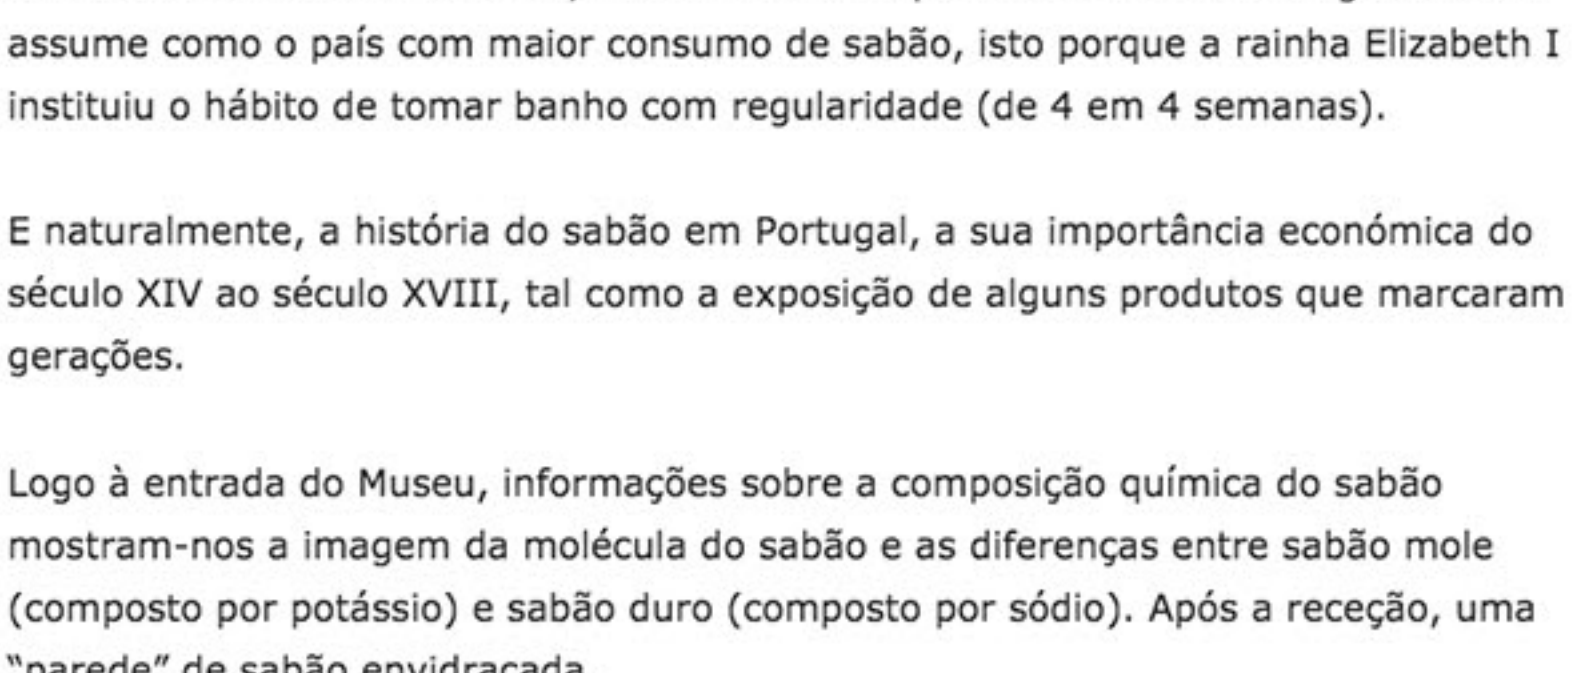 assume como o país com maior consumo de sabão, isto porque a rainha Elizabeth I
instituiu o hábito de tomar banho com regularidade (de 4 em 4 semanas).
E naturalmente, a história do sabão em Portugal, a sua importância económica do
século XIV ao século XVIII, tal como a exposição de alguns produtos que marcaram
gerações.
Logo à entrada do Museu, informações sobre a composição química do sabão
mostram-nos a imagem da molécula do sabão e as diferenças entre sabão mole
(composto por potássio) e sabão duro (composto por sódio). Após a receção, uma
"parede" de sabão envidraçada